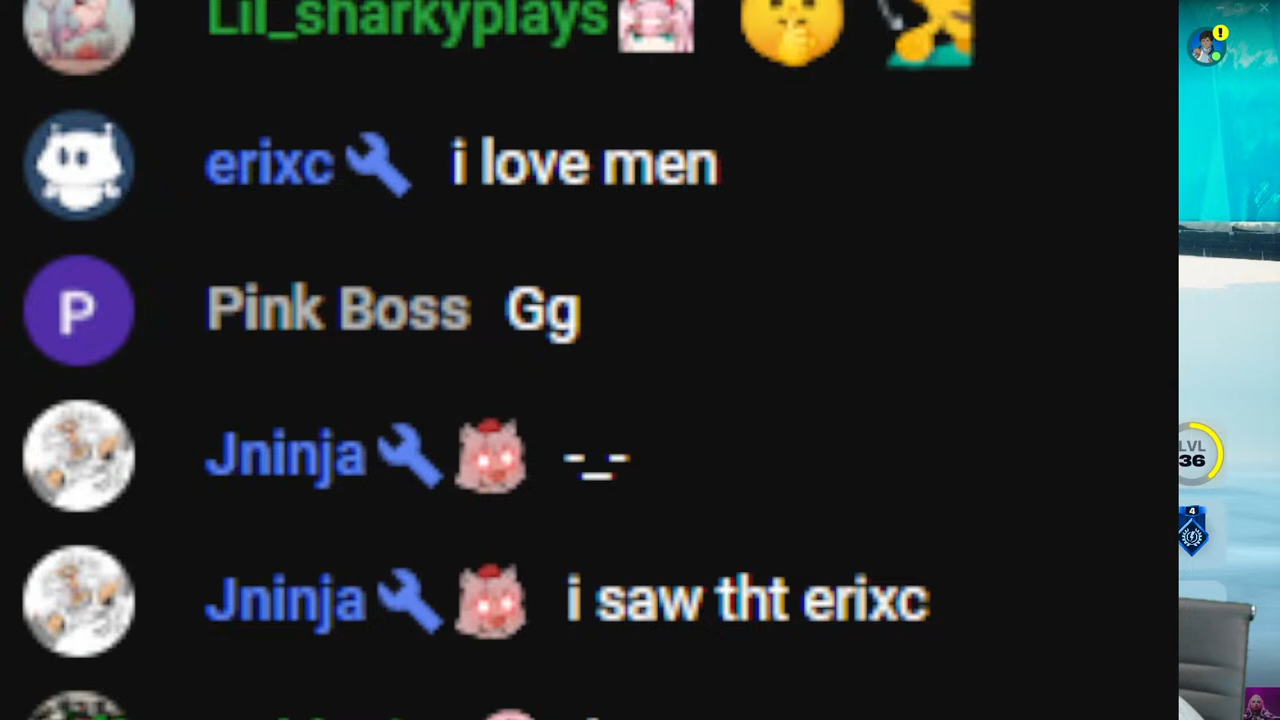 Lil_sharkyplays
erixc i love men
P Pink Boss Gg
Jninja -_-
Jninja i saw tht erixc
LVL
36
4